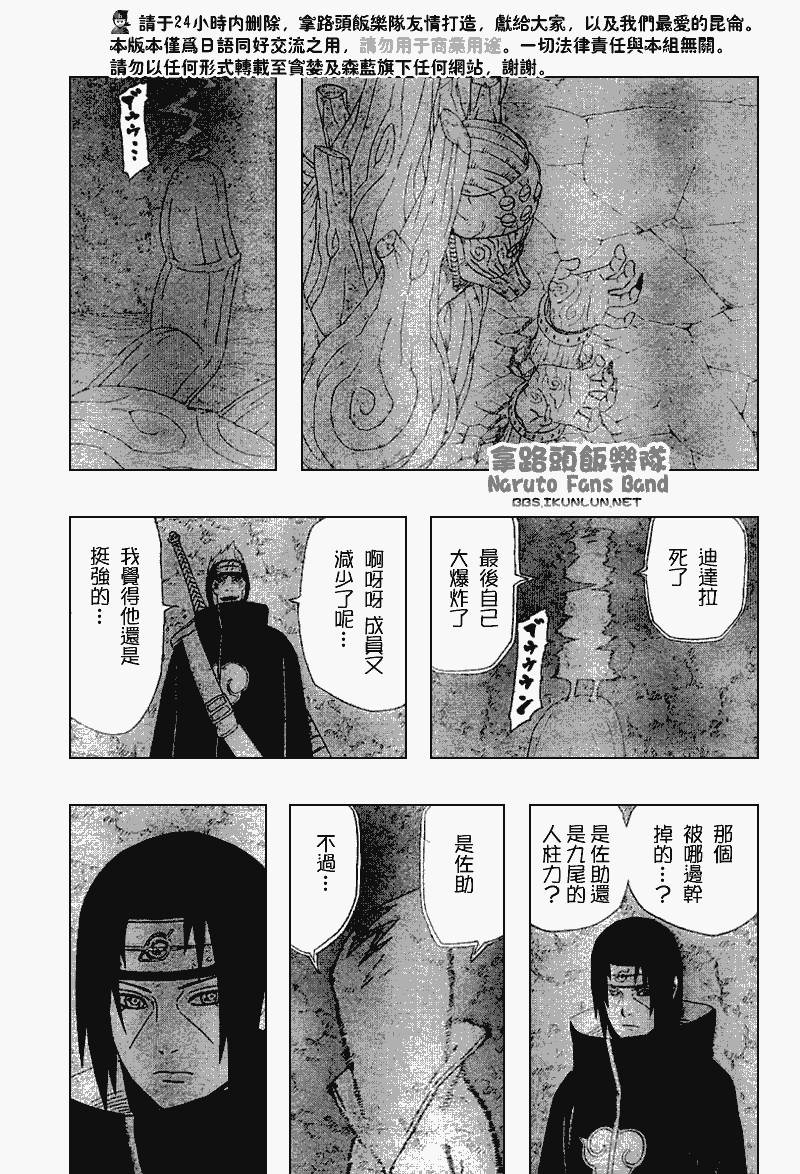 請于24小時内删除，拿路頭飯樂隊友情打造，獻給大家，以及我們最愛的昆侖。
本版本僅爲日語同好交流之用，請勿用于商業用途。一切法律責任與本組無關。
請勿以任何形式轉載至貪婪及森藍旗下任何網站，謝謝。
ゔゥゥ…
拿路頭飯樂隊
Naruto Fans Band
BBS.IKUNLUN.NET
迪達拉
死了
最後自己
大爆炸了
ゔゥゥゥン
啊呀呀 成員又
減少了呢…
我覺得他還是
挺強的…
那個
被哪邊幹
掉的…？
是佐助還
是九尾的
人柱力？
是佐助
不過…